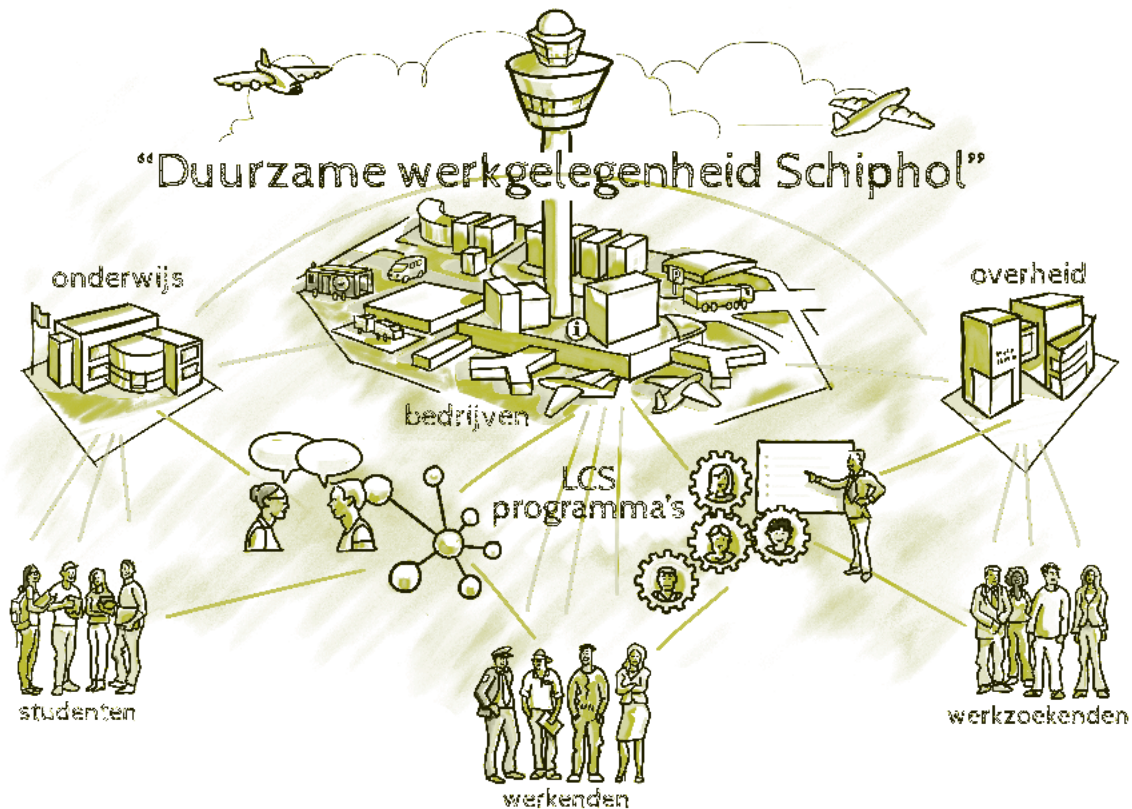 “Duurzame werkgelegenheid Schiphol”
onderwijs
overheid
P
i
bedrijven
LCS
programma's
studenten
werkzoekenden
werkenden